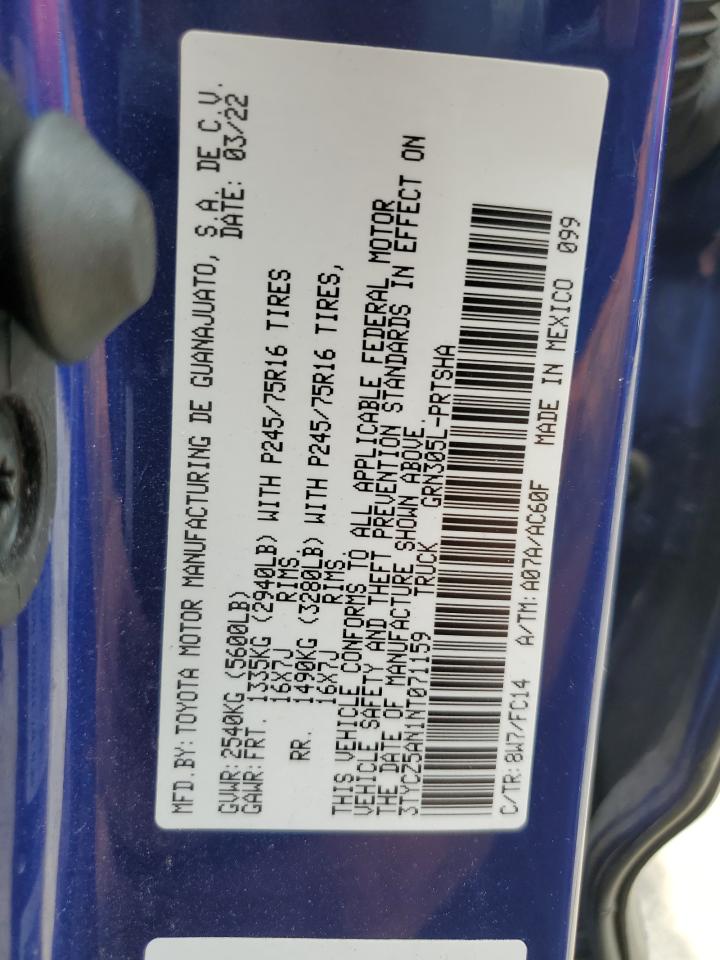 MFD.BY:TOYOTA MOTOR MANUFACTURING DE GUANAJUATO, S.A. DE C.V.
DATE: 03/22
GVWR:2540KG (5600LB)
GAWR:FRT. 1335KG (2940LB) WITH P245/75R16 TIRES
16X7J RIMS.
RR. 1490KG (3280LB) WITH P245/75R16 TIRES,
16X7J RIMS.
THIS VEHICLE CONFORMS TO ALL APPLICABLE FEDERAL MOTOR
VEHICLE SAFETY AND THEFT PREVENTION STANDARDS IN EFFECT ON
THE DATE OF MANUFACTURE SHOWN ABOVE.
3TYCZ5AN1NT071159 TRUCK GRN305L-PRTSHA
C/TR:8W7/FC14 A/TM:A07A/AC60F MADE IN MEXICO 099